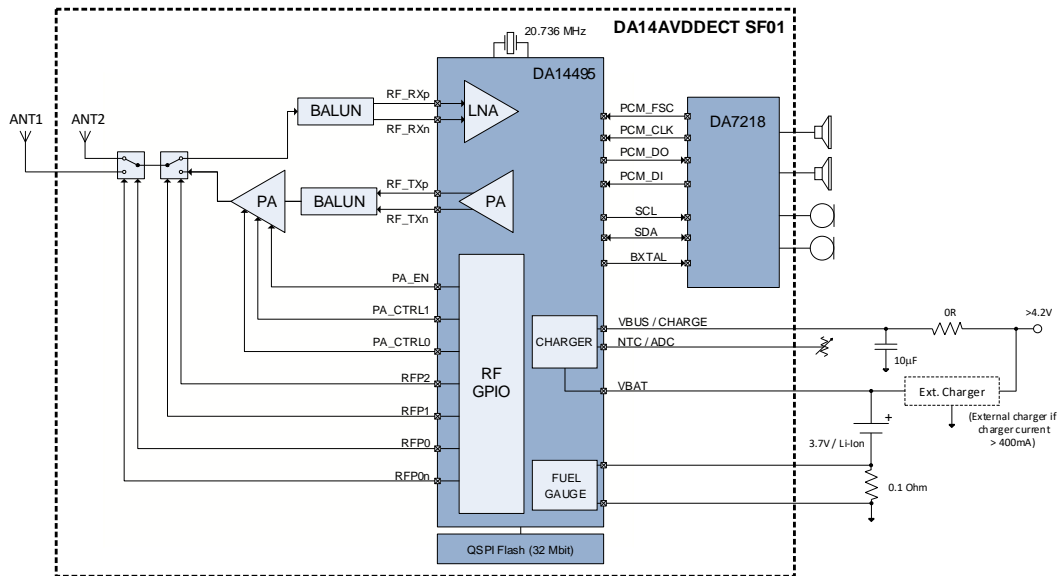 DA14AVDDECT SF01
20.736 MHz
DA14495
RF_RXp
RF_RXn
BALUN
LNA
ANT1
ANT2
PCM_FSC
PCM_CLK
PCM_DO
PCM_DI
SCL
SDA
BXTAL
DA7218
RF_TXp
RF_TXn
PA
BALUN
PA
PA_EN
PA_CTRL1
PA_CTRL0
RFP2
RFP1
RFP0
RFP0n
RF
GPIO
CHARGER
VBUS / CHARGE
NTC / ADC
VBAT
0R
>4.2V
10µF
Ext. Charger
(External charger if
charger current
> 400mA)
+
3.7V / Li-Ion
FUEL
GAUGE
0.1 Ohm
QSPI Flash (32 Mbit)